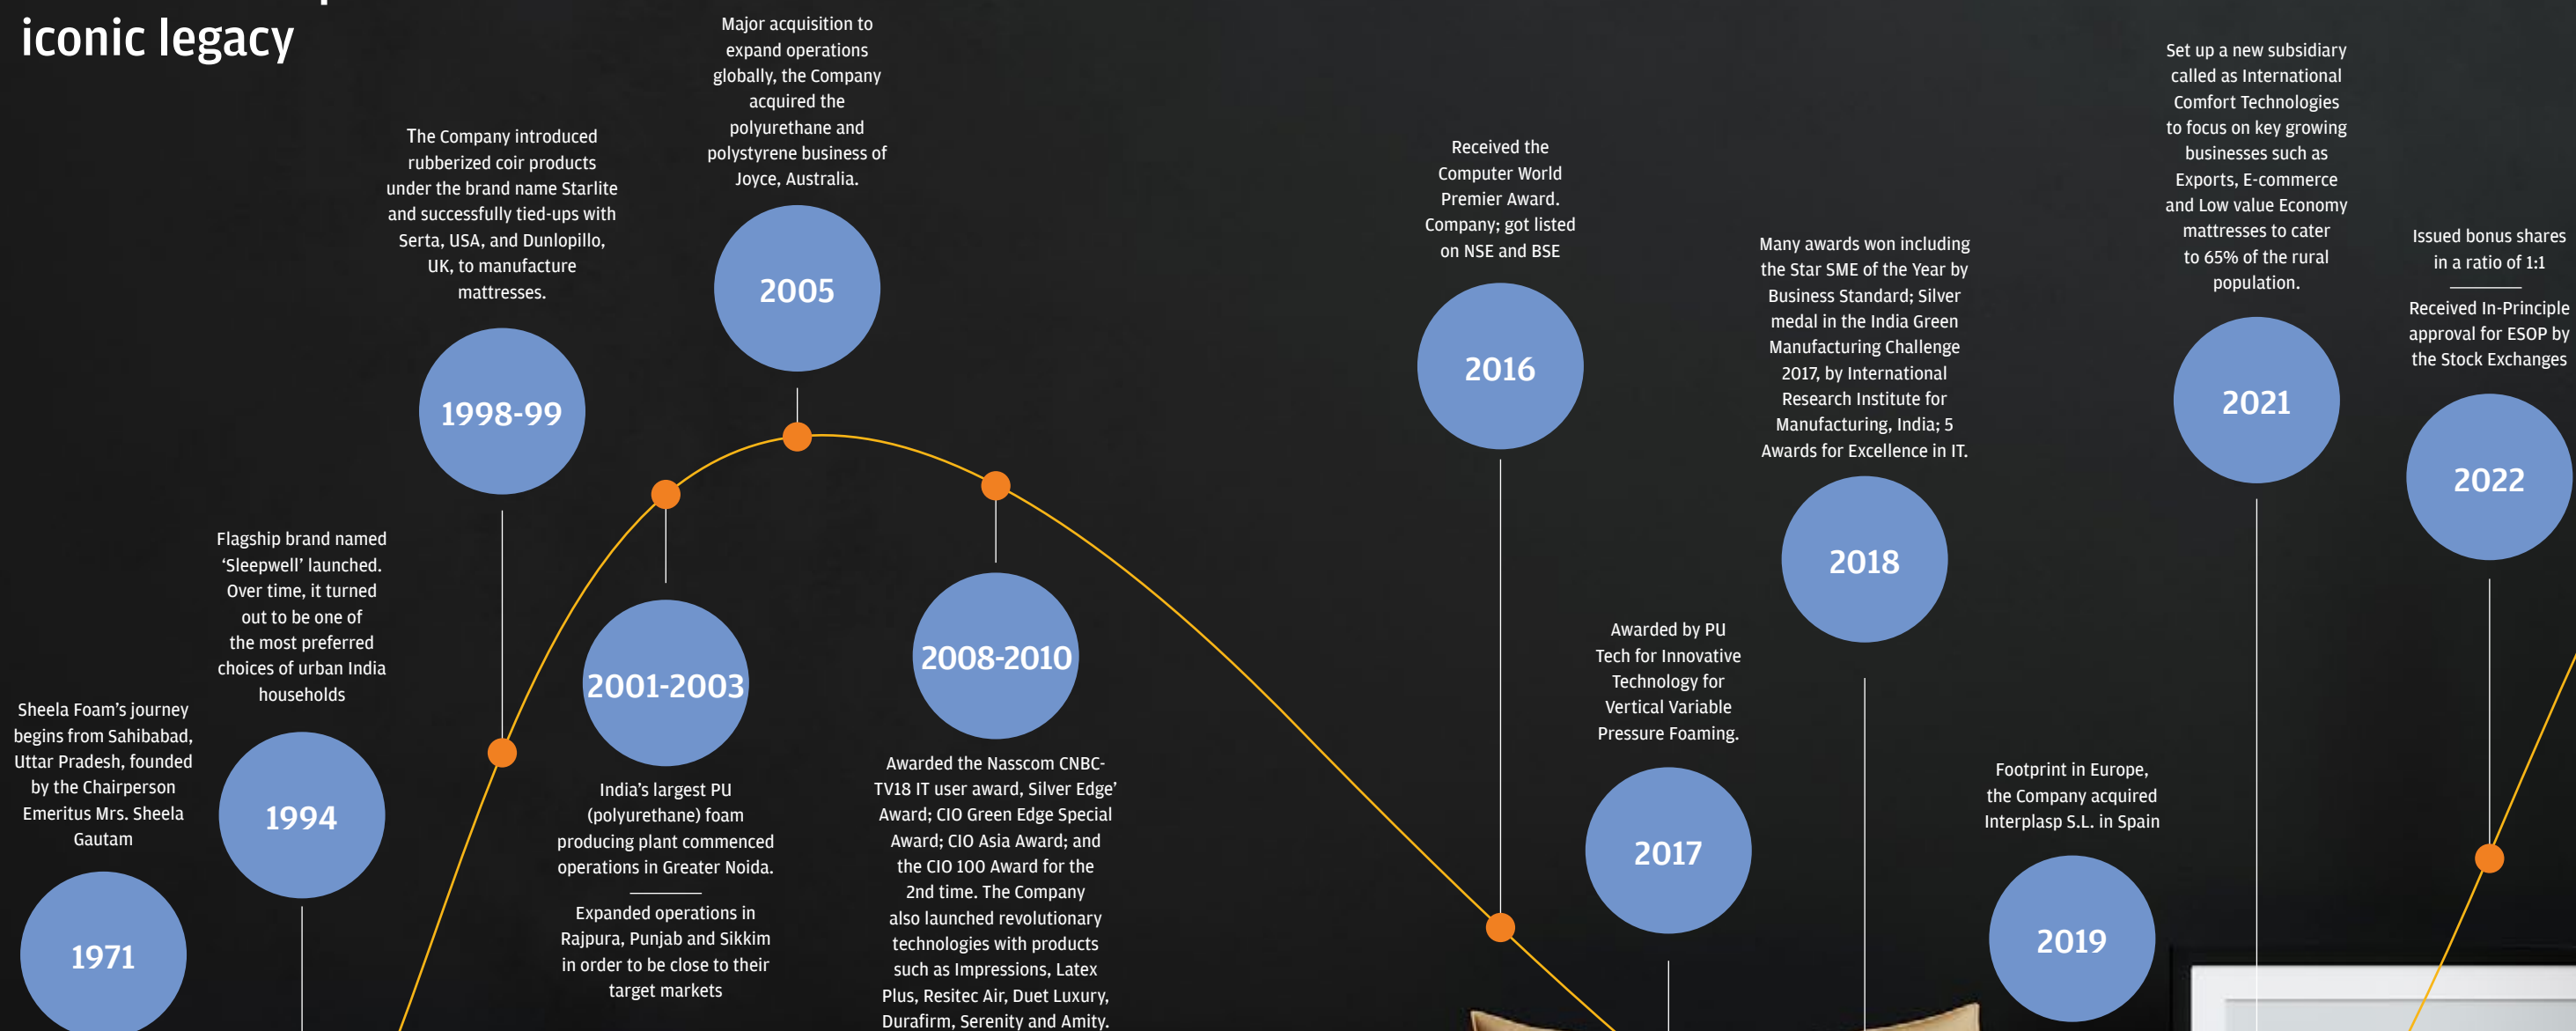 iconic legacy
Sheela Foam’s journey
begins from Sahibabad,
Uttar Pradesh, founded
by the Chairperson
Emeritus Mrs. Sheela
Gautam
1971
Flagship brand named
‘Sleepwell’ launched.
Over time, it turned
out to be one of
the most preferred
choices of urban India
households
1994
The Company introduced
rubberized coir products
under the brand name Starlite
and successfully tied-ups with
Serta, USA, and Dunlopillo,
UK, to manufacture
mattresses.
1998-99
2001-2003
India’s largest PU
(polyurethane) foam
producing plant commenced
operations in Greater Noida.
Expanded operations in
Rajpura, Punjab and Sikkim
in order to be close to their
target markets
Major acquisition to
expand operations
globally, the Company
acquired the
polyurethane and
polystyrene business of
Joyce, Australia.
2005
2008-2010
Awarded the Nasscom CNBC-
TV18 IT user award, Silver Edge’
Award; CIO Green Edge Special
Award; CIO Asia Award; and
the CIO 100 Award for the
2nd time. The Company
also launched revolutionary
technologies with products
such as Impressions, Latex
Plus, Resitec Air, Duet Luxury,
Durafirm, Serenity and Amity.
Received the
Computer World
Premier Award.
Company; got listed
on NSE and BSE
2016
Awarded by PU
Tech for Innovative
Technology for
Vertical Variable
Pressure Foaming.
2017
Many awards won including
the Star SME of the Year by
Business Standard; Silver
medal in the India Green
Manufacturing Challenge
2017, by International
Research Institute for
Manufacturing, India; 5
Awards for Excellence in IT.
2018
Footprint in Europe,
the Company acquired
Interplasp S.L. in Spain
2019
Set up a new subsidiary
called as International
Comfort Technologies
to focus on key growing
businesses such as
Exports, E-commerce
and Low value Economy
mattresses to cater
to 65% of the rural
population.
2021
Issued bonus shares
in a ratio of 1:1
Received In-Principle
approval for ESOP by
the Stock Exchanges
2022